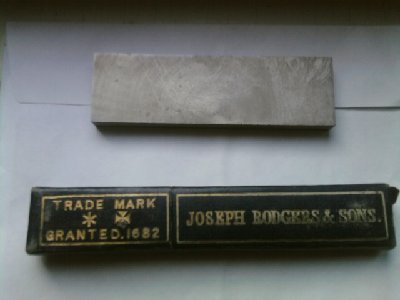 TRADE MARK
GRANTED.1682
JOSEPH RODGERS & SONS.